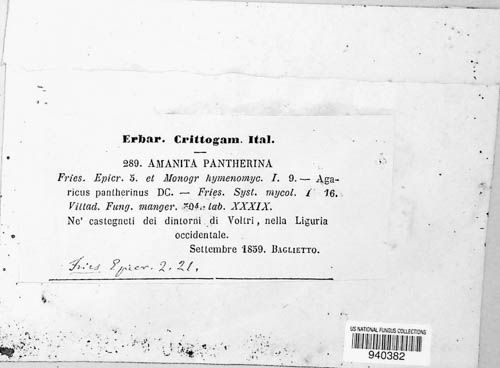 Erbar. Crittogam. Ital.
289. AMANITA PANTHERINA
Fries. Epicr. 5. et Monogr hymenomyc. I. 9. — Aga-
ricus pantherinus DC. — Fries. Syst. mycol. I 16.
Vittad. Fung. manger. 304. tab. XXXIX.
Ne' castegneti dei dintorni di Voltri, nella Liguria
occidentale.
Settembre 1859. BAGLIETTO.
Fries Epicr. 2. 21.
US NATIONAL FUNGUS COLLECTIONS
940382